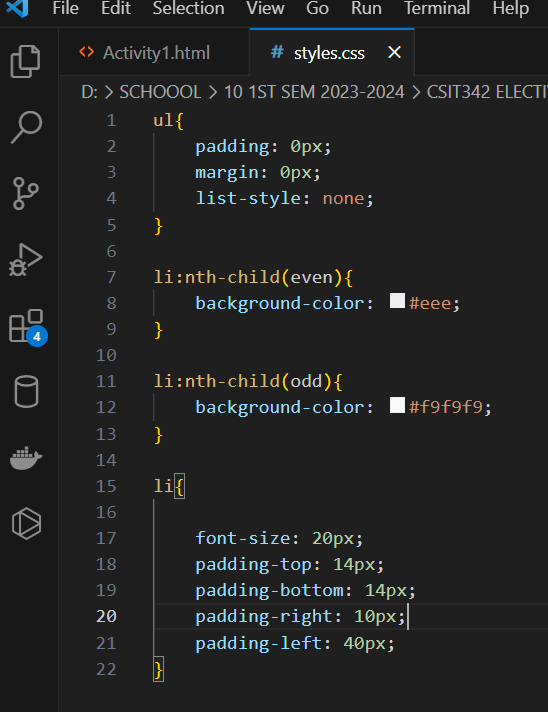 File Edit Selection View Go Run Terminal Help
Activity1.html # styles.css
D: > SCHOOOL > 10 1ST SEM 2023-2024 > CSIT342 ELECTI
1 ul{
2 padding: 0px;
3 margin: 0px;
4 list-style: none;
5 }
6
7 li:nth-child(even){
8 background-color: #eee;
9 }
10
11 li:nth-child(odd){
12 background-color: #f9f9f9;
13 }
14
15 li{
16
17 font-size: 20px;
18 padding-top: 14px;
19 padding-bottom: 14px;
20 padding-right: 10px;
21 padding-left: 40px;
22 }
4